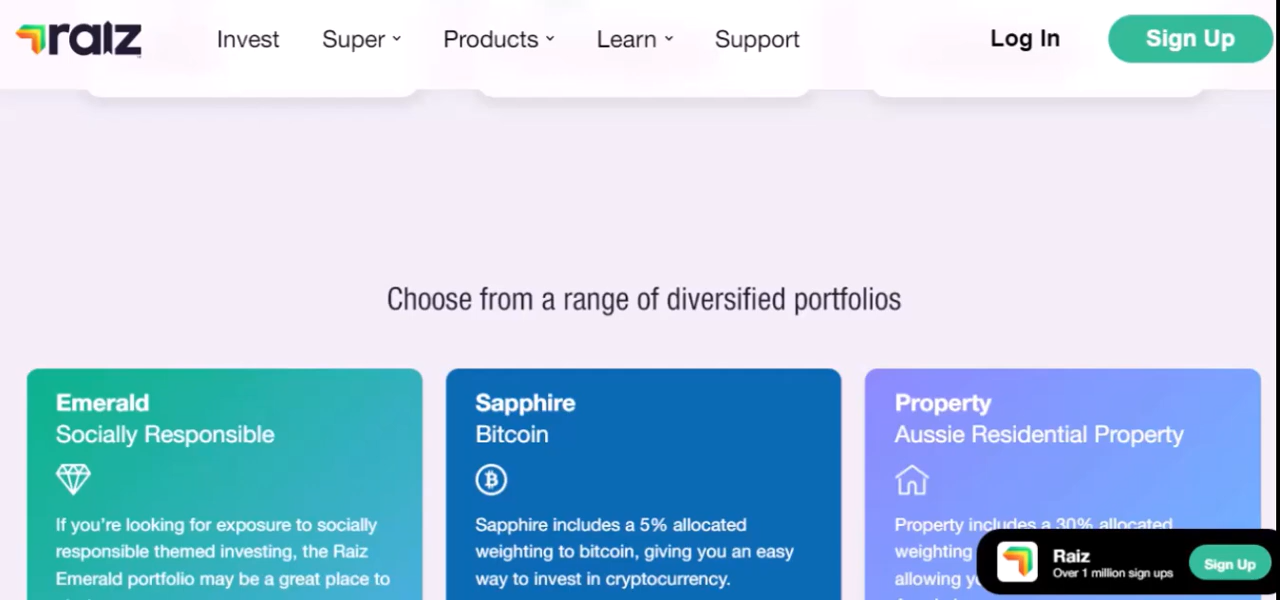 raiz Invest Super Products Learn Support Log In Sign Up
Choose from a range of diversified portfolios
Emerald
Socially Responsible
If you're looking for exposure to socially
responsible themed investing, the Raiz
Emerald portfolio may be a great place to
Sapphire
Bitcoin
Sapphire includes a 5% allocated
weighting to bitcoin, giving you an easy
way to invest in cryptocurrency.
Property
Aussie Residential Property
Property includes a 30% allocated
weighting
allowing
Raiz
Over 1 million sign ups
Sign Up